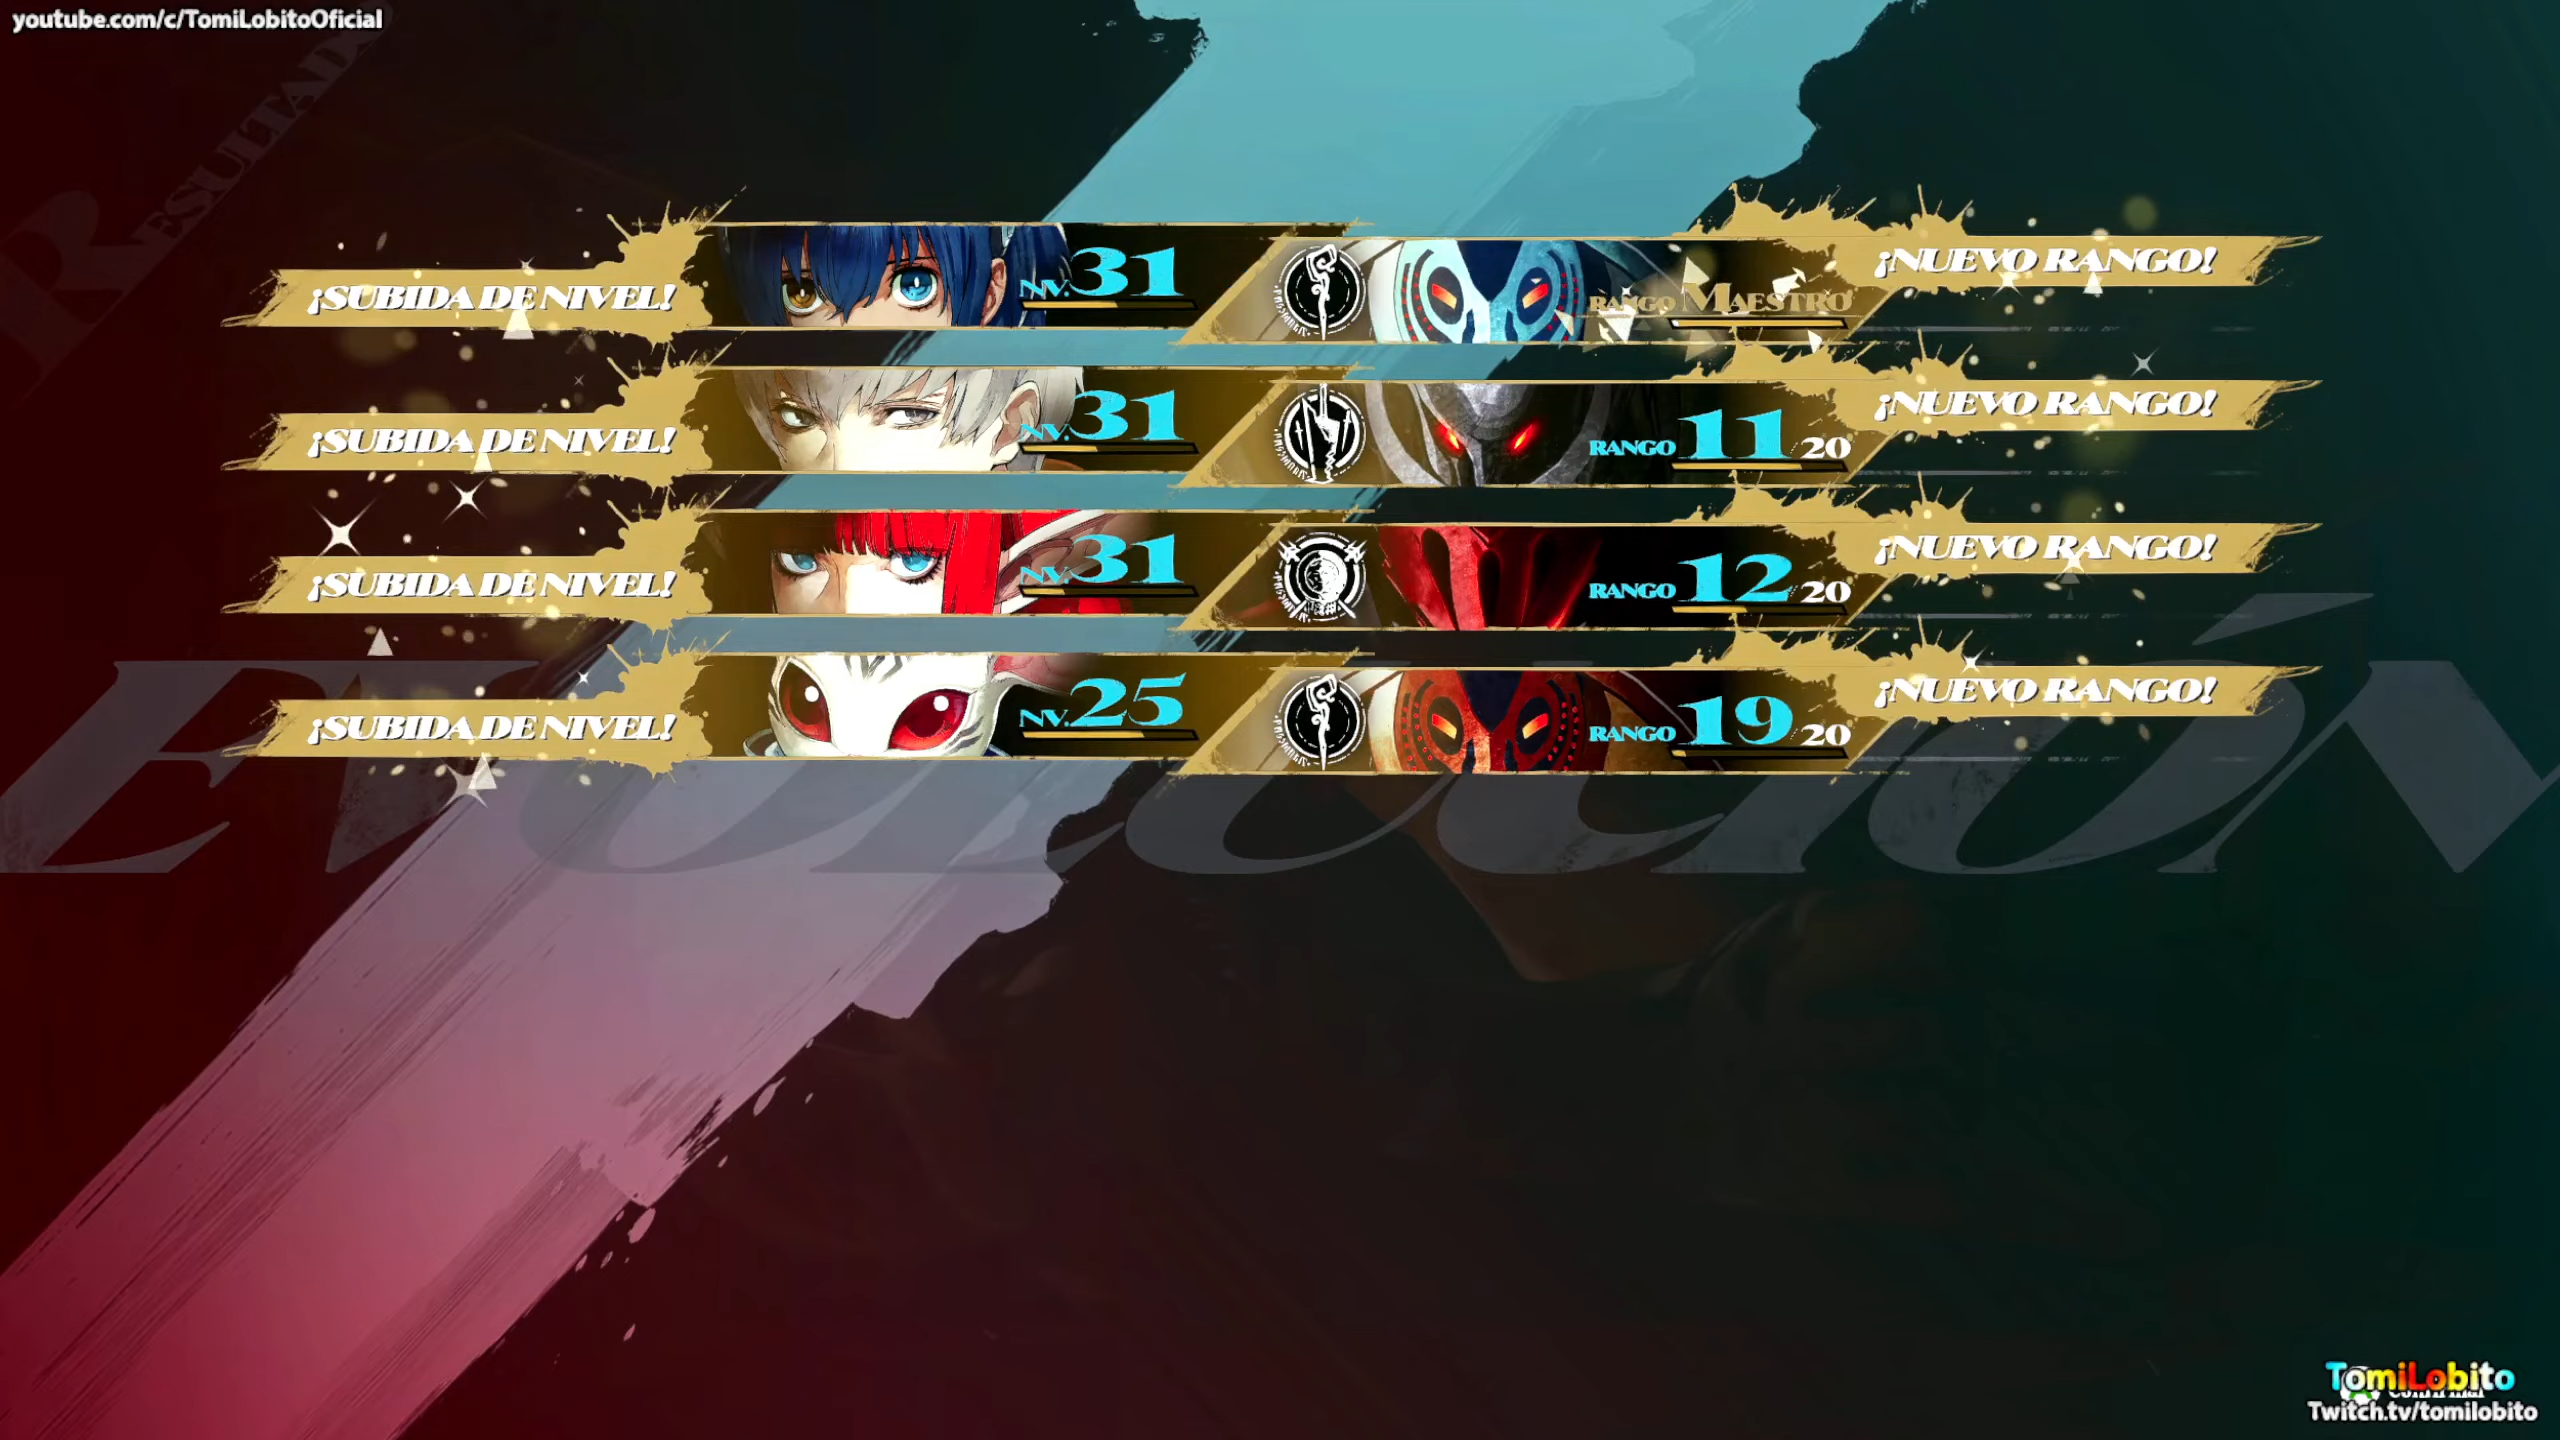 youtube.com/c/TomiLobitoOficial
RESULTADO
¡SUBIDA DE NIVEL!
NV.31
RANGO MAESTRO
¡NUEVO RANGO!
¡SUBIDA DE NIVEL!
NV.31
RANGO 11 20
¡NUEVO RANGO!
¡SUBIDA DE NIVEL!
NV.31
RANGO 12 20
¡NUEVO RANGO!
¡SUBIDA DE NIVEL!
NV.25
RANGO 19 20
¡NUEVO RANGO!
EVOLUCIÓN
TomiLobito
Twitch.tv/tomilobito